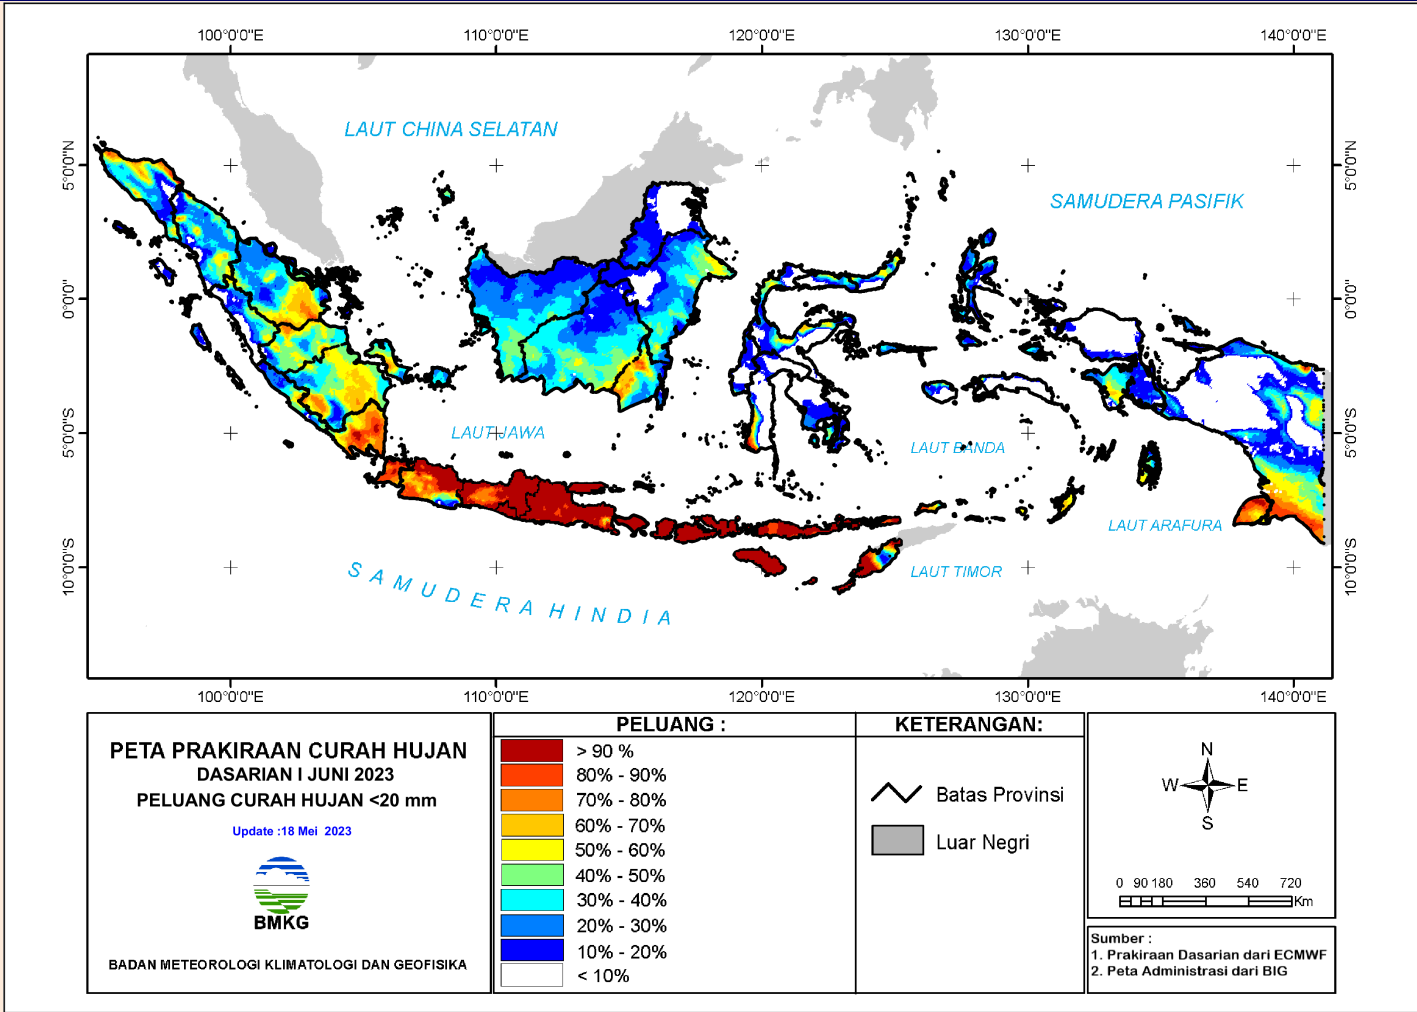 100°0'0"E 110°0'0"E 120°0'0"E 130°0'0"E 140°0'0"E
LAUT CHINA SELATAN
5°0'0"N 5°0'0"N
SAMUDERA PASIFIK
0°0'0" 0°0'0"
5°0'0"S 5°0'0"S
LAUT JAWA
LAUT BANDA
LAUT ARAFURA
10°0'0"S 10°0'0"S
LAUT TIMOR
SAMUDERA HINDIA
100°0'0"E 110°0'0"E 120°0'0"E 130°0'0"E 140°0'0"E
PETA PRAKIRAAN CURAH HUJAN
DASARIAN I JUNI 2023
PELUANG CURAH HUJAN <20 mm
Update :18 Mei 2023
BMKG
BADAN METEOROLOGI KLIMATOLOGI DAN GEOFISIKA
PELUANG :
> 90 %
80% - 90%
70% - 80%
60% - 70%
50% - 60%
40% - 50%
30% - 40%
20% - 30%
10% - 20%
< 10%
KETERANGAN:
Batas Provinsi
Luar Negri
N
W E
S
0 90 180 360 540 720
Km
Sumber :
1. Prakiraan Dasarian dari ECMWF
2. Peta Administrasi dari BIG